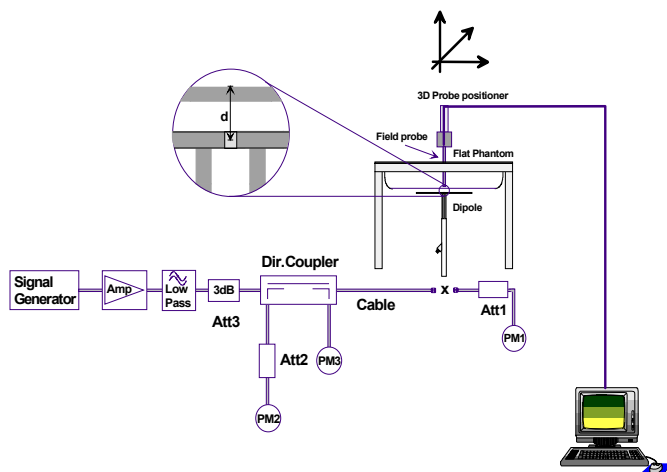 3D Probe positioner
d
Field probe
Flat Phantom
Dipole
Dir.Coupler
Signal
Generator
Amp
Low
Pass
3dB
Cable
x
Att1
Att3
PM1
Att2
PM3
PM2